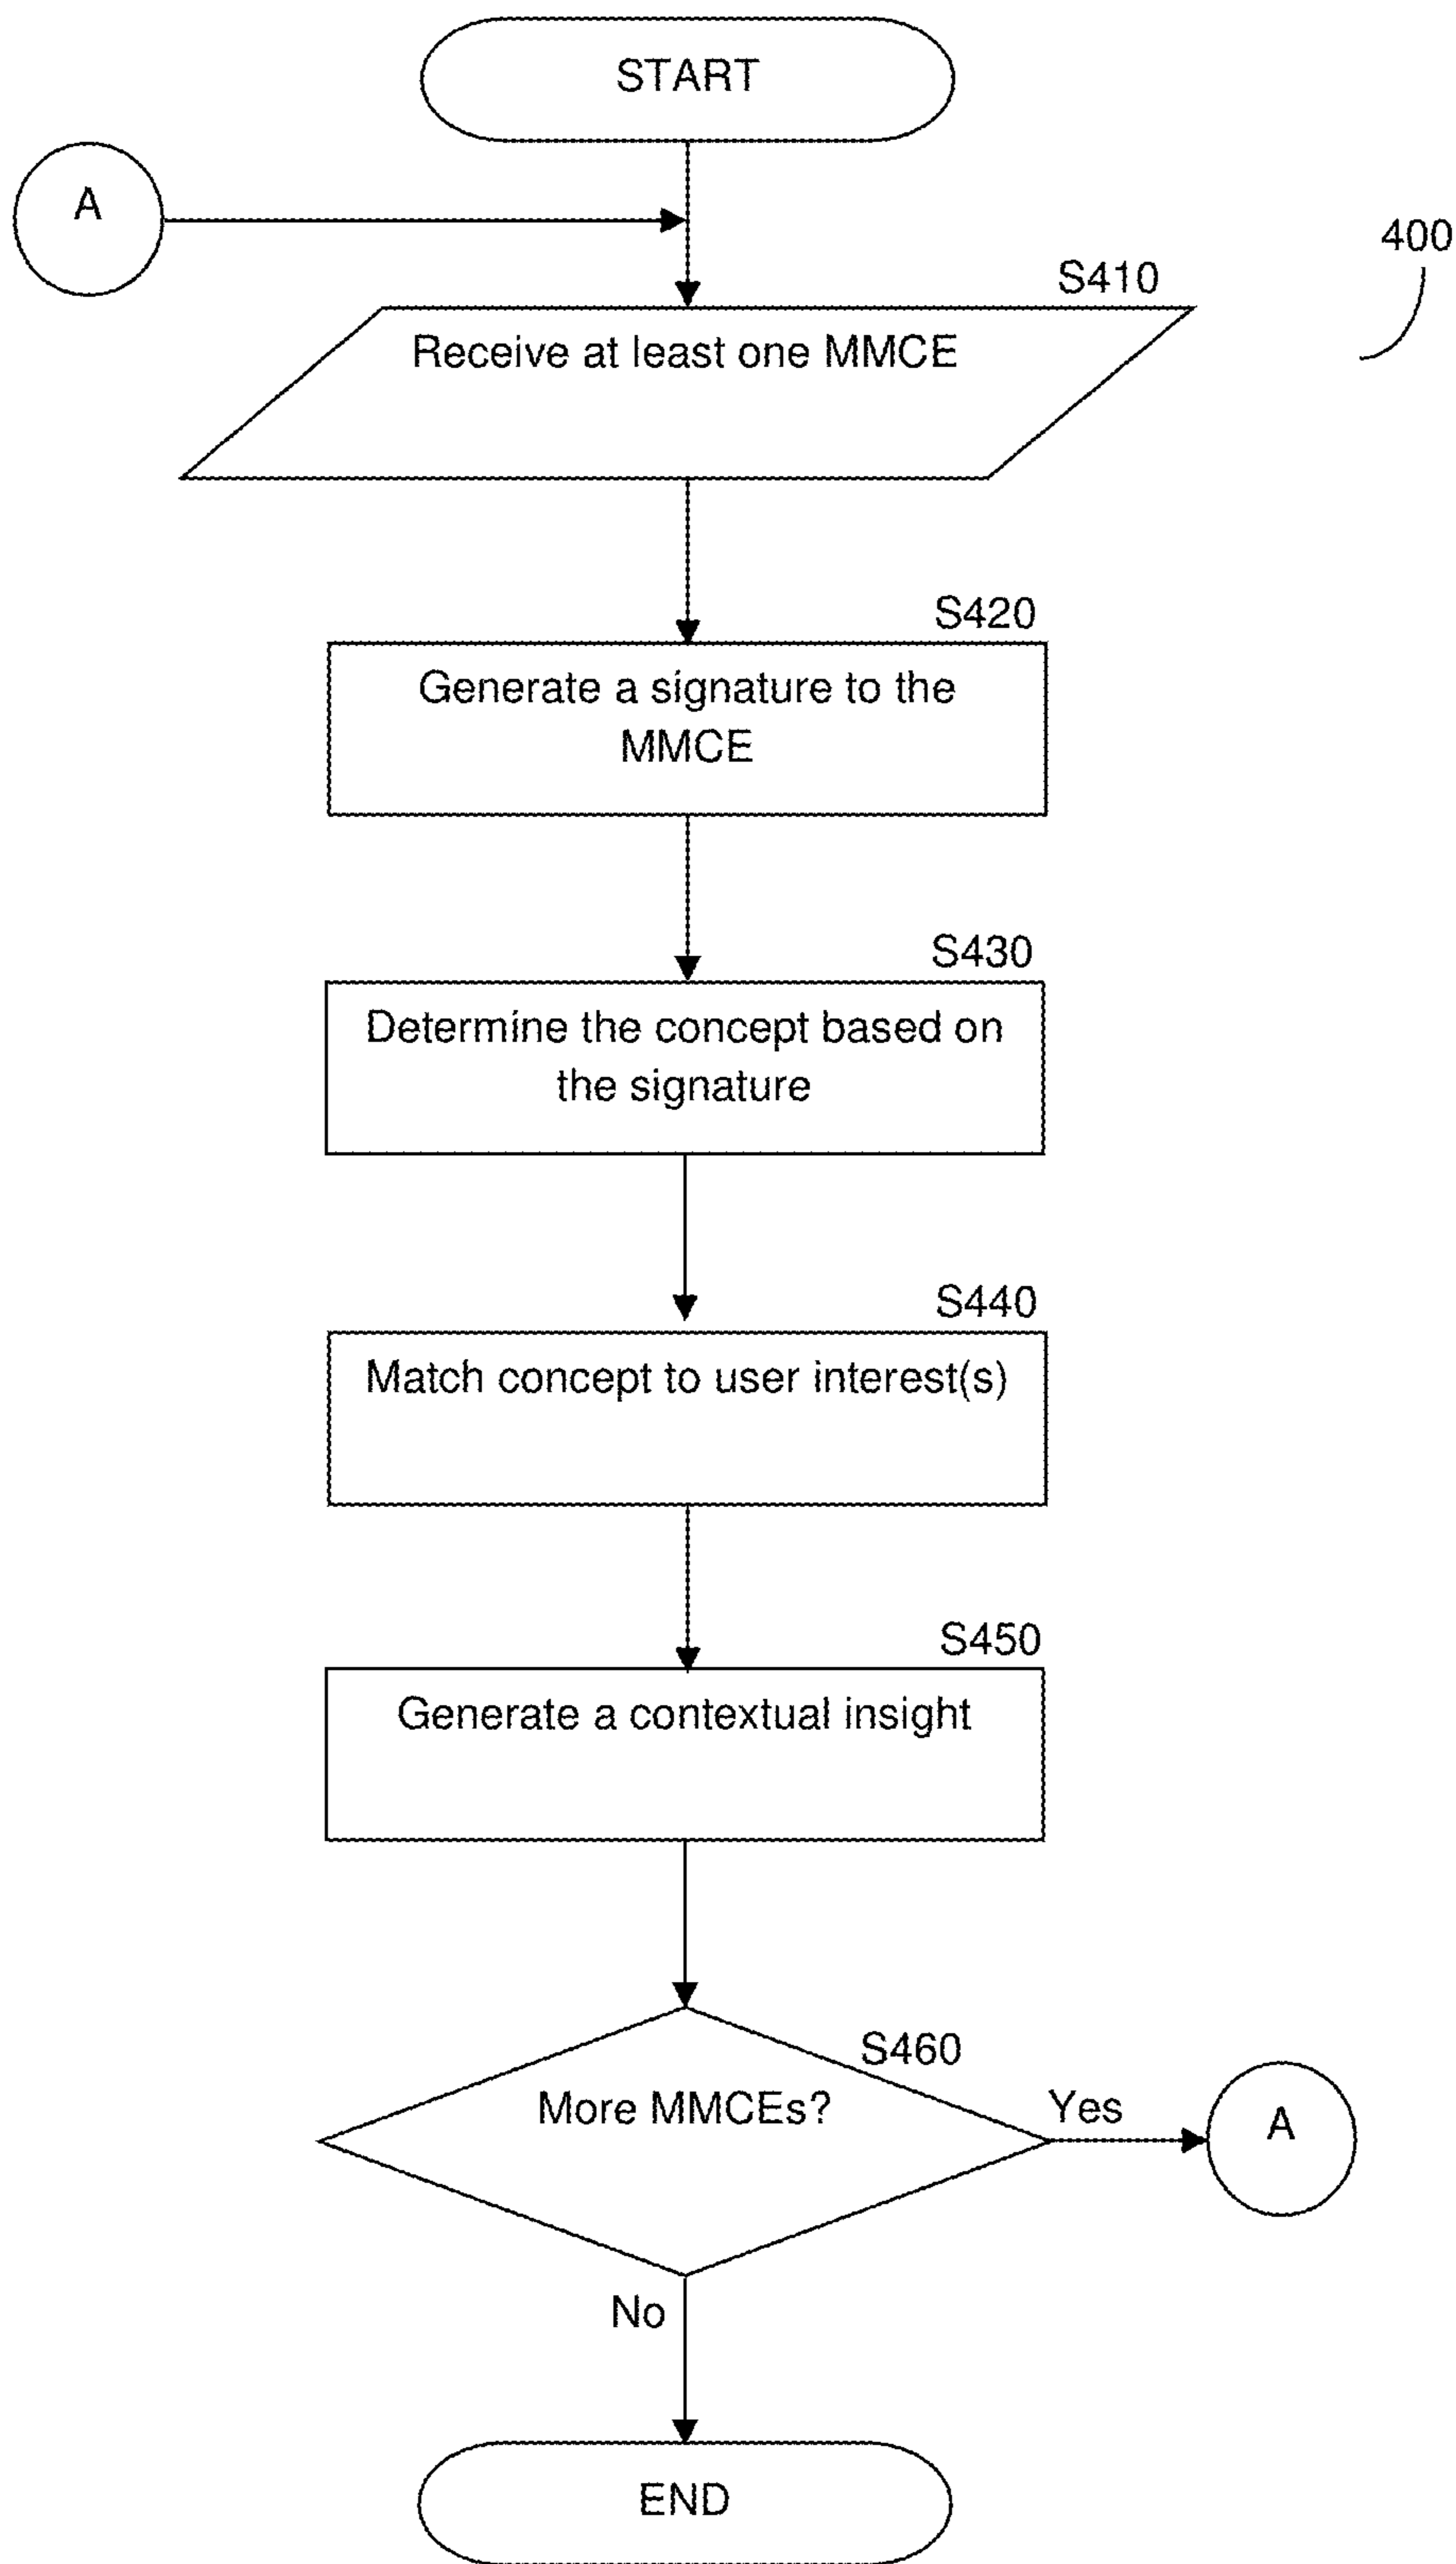 START
A
400
S410
Receive at least one MMCE
S420
Generate a signature to the
MMCE
S430
Determine the concept based on
the signature
S440
Match concept to user interest(s)
S450
Generate a contextual insight
S460
More MMCEs?
Yes
A
No
END